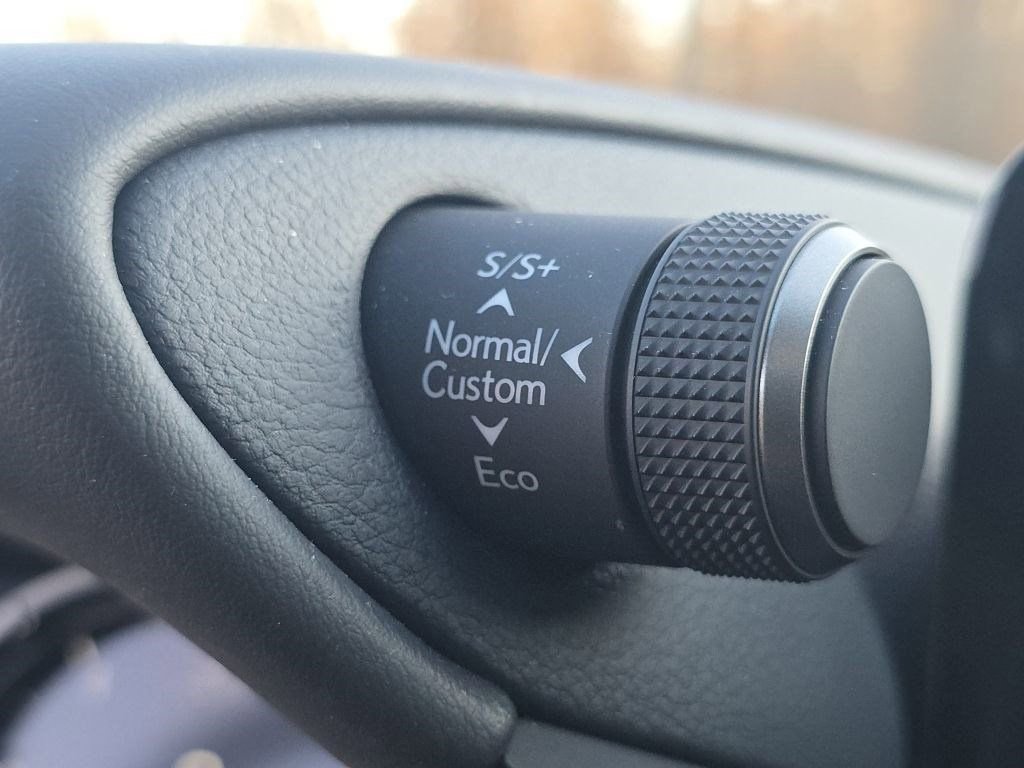 S/S+
Normal/
Custom
Eco